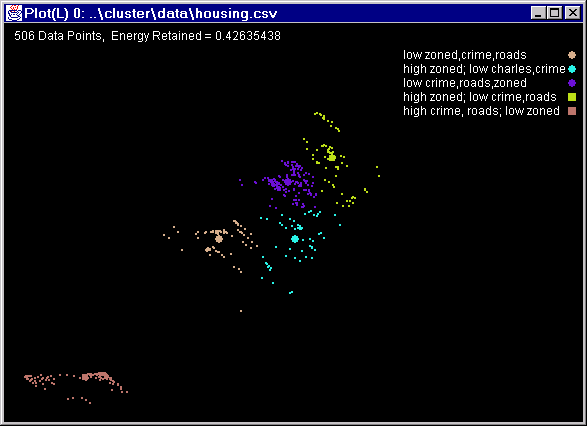 Plot(L) 0: ..\cluster\data\housing.csv
506 Data Points, Energy Retained = 0.42635438
low zoned,crime,roads
high zoned; low charles,crime
low crime,roads,zoned
high zoned; low crime,roads
high crime, roads; low zoned